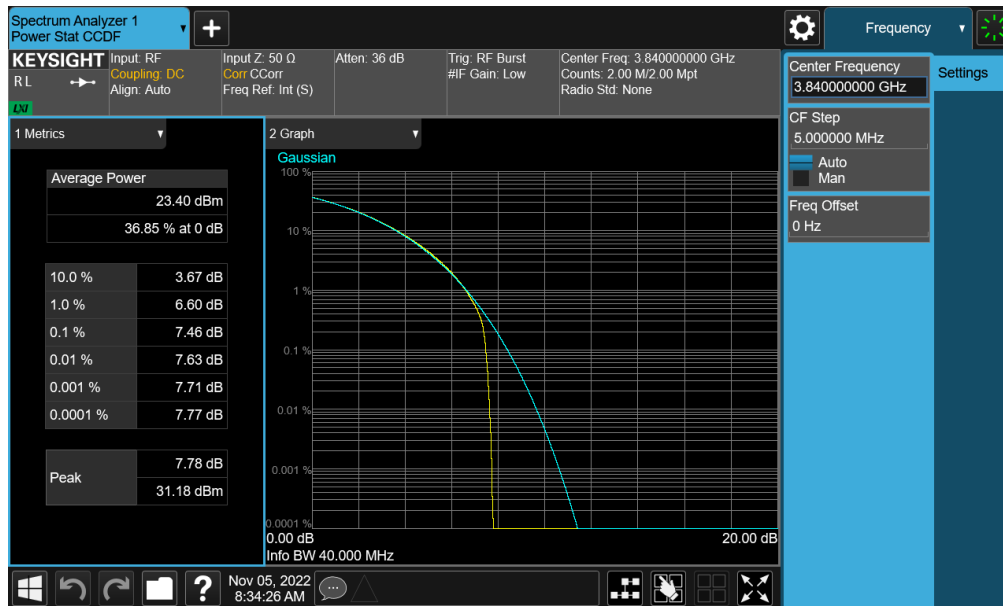 Spectrum Analyzer 1
Power Stat CCDF
+
Frequency
KEYSIGHT
RL
LXI
Input: RF
Coupling: DC
Align: Auto
Input Z: 50 Ω
Corr CCorr
Freq Ref: Int (S)
Atten: 36 dB
Trig: RF Burst
#IF Gain: Low
Center Freq: 3.840000000 GHz
Counts: 2.00 M/2.00 Mpt
Radio Std: None
Center Frequency
3.840000000 GHz
Settings
CF Step
5.000000 MHz
Auto
Man
Freq Offset
0 Hz
1 Metrics
Average Power
23.40 dBm
36.85 % at 0 dB
10.0 % 3.67 dB
1.0 % 6.60 dB
0.1 % 7.46 dB
0.01 % 7.63 dB
0.001 % 7.71 dB
0.0001 % 7.77 dB
Peak
7.78 dB
31.18 dBm
2 Graph
Gaussian
100 %
10 %
1 %
0.1 %
0.01 %
0.001 %
0.0001 %
0.00 dB 20.00 dB
Info BW 40.000 MHz
?
Nov 05, 2022
8:34:26 AM